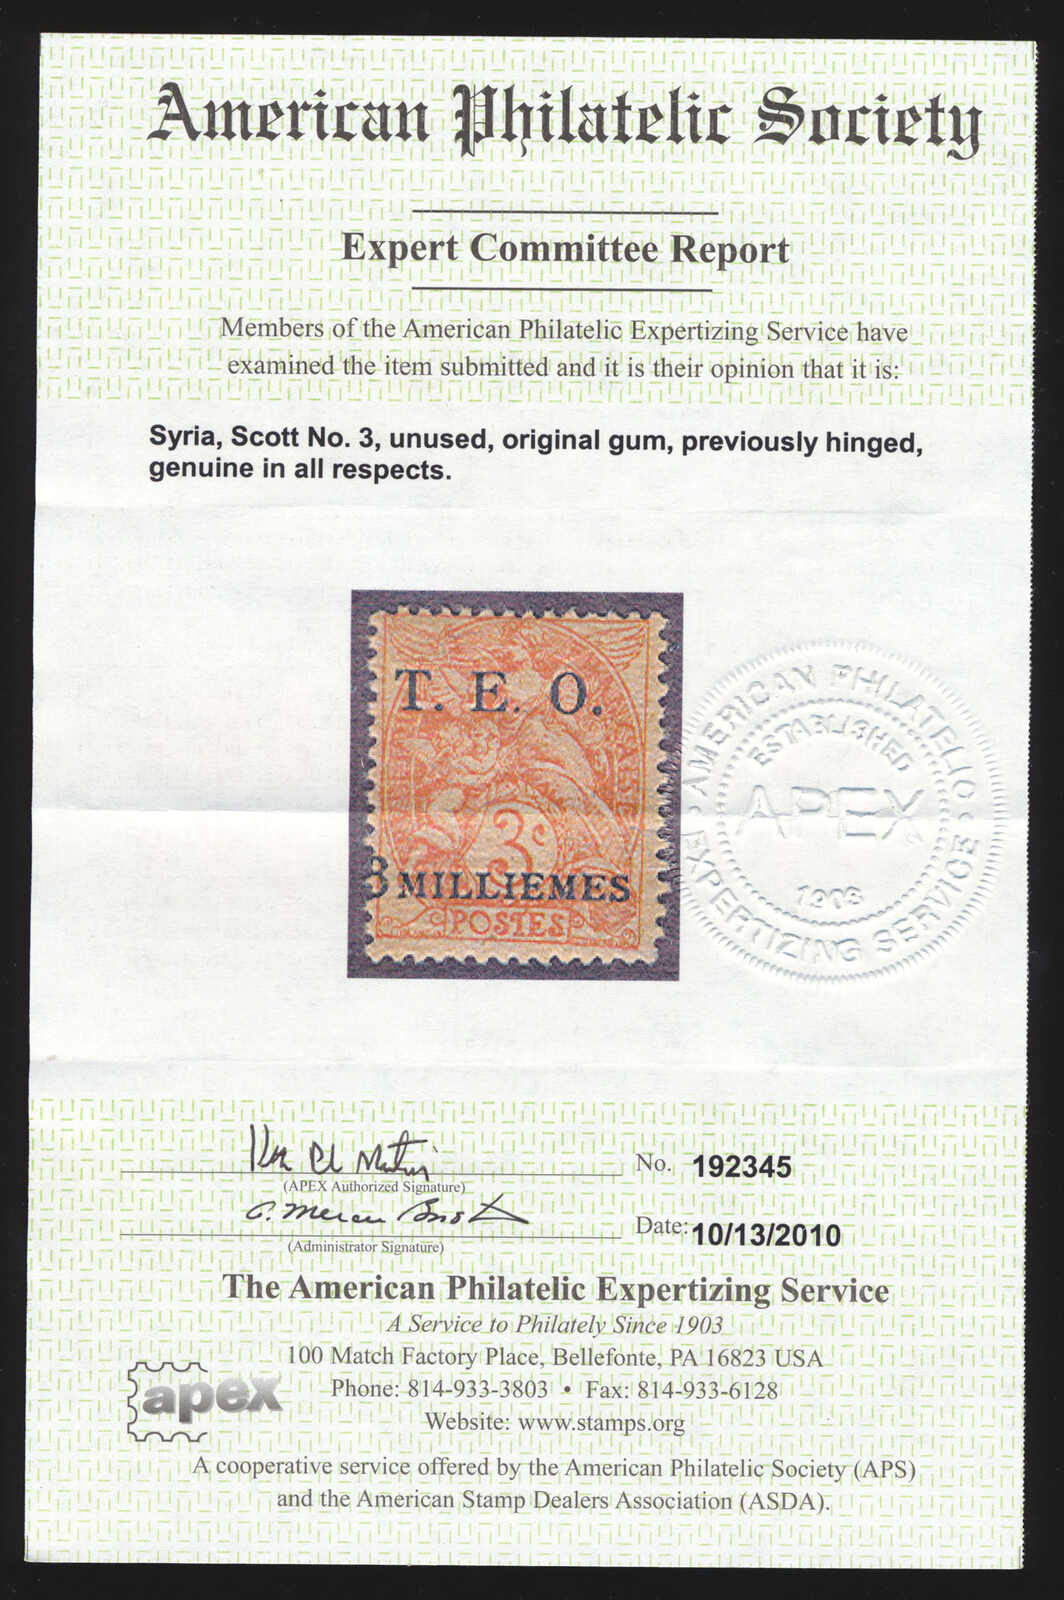 American Philatelic Society
Expert Committee Report
Members of the American Philatelic Expertizing Service have
examined the item submitted and it is their opinion that it is:
Syria, Scott No. 3, unused, original gum, previously hinged,
genuine in all respects.
T. E. O.
3c
3 MILLIEMES
POSTES
AMERICAN PHILATELIC
EXPERTIZING SERVICE
ESTABLISHED
APEX
1903
(APEX Authorized Signature)
No. 192345
(Administrator Signature)
Date: 10/13/2010
The American Philatelic Expertizing Service
A Service to Philately Since 1903
100 Match Factory Place, Bellefonte, PA 16823 USA
apex
Phone: 814-933-3803 • Fax: 814-933-6128
Website: www.stamps.org
A cooperative service offered by the American Philatelic Society (APS)
and the American Stamp Dealers Association (ASDA).